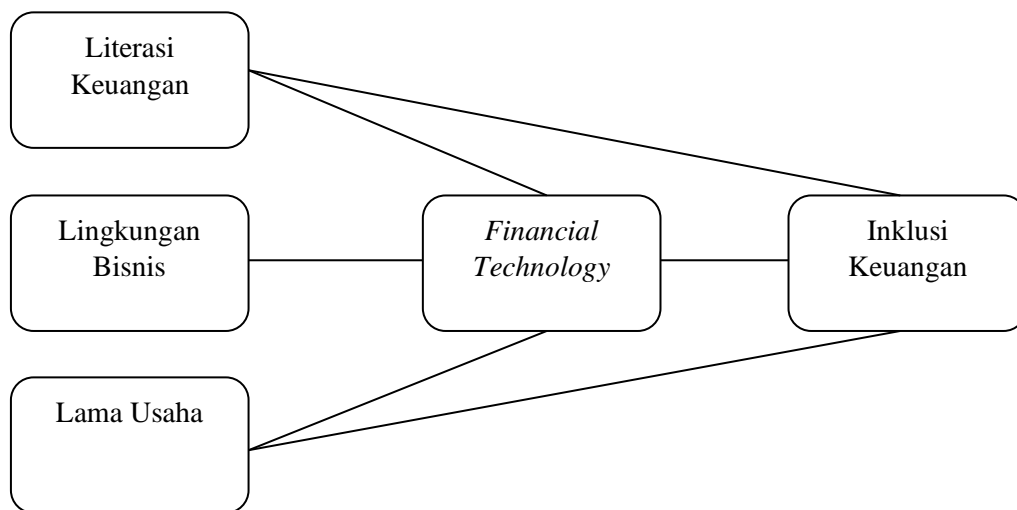 Literasi
Keuangan
Lingkungan
Bisnis
Financial
Technology
Inklusi
Keuangan
Lama Usaha